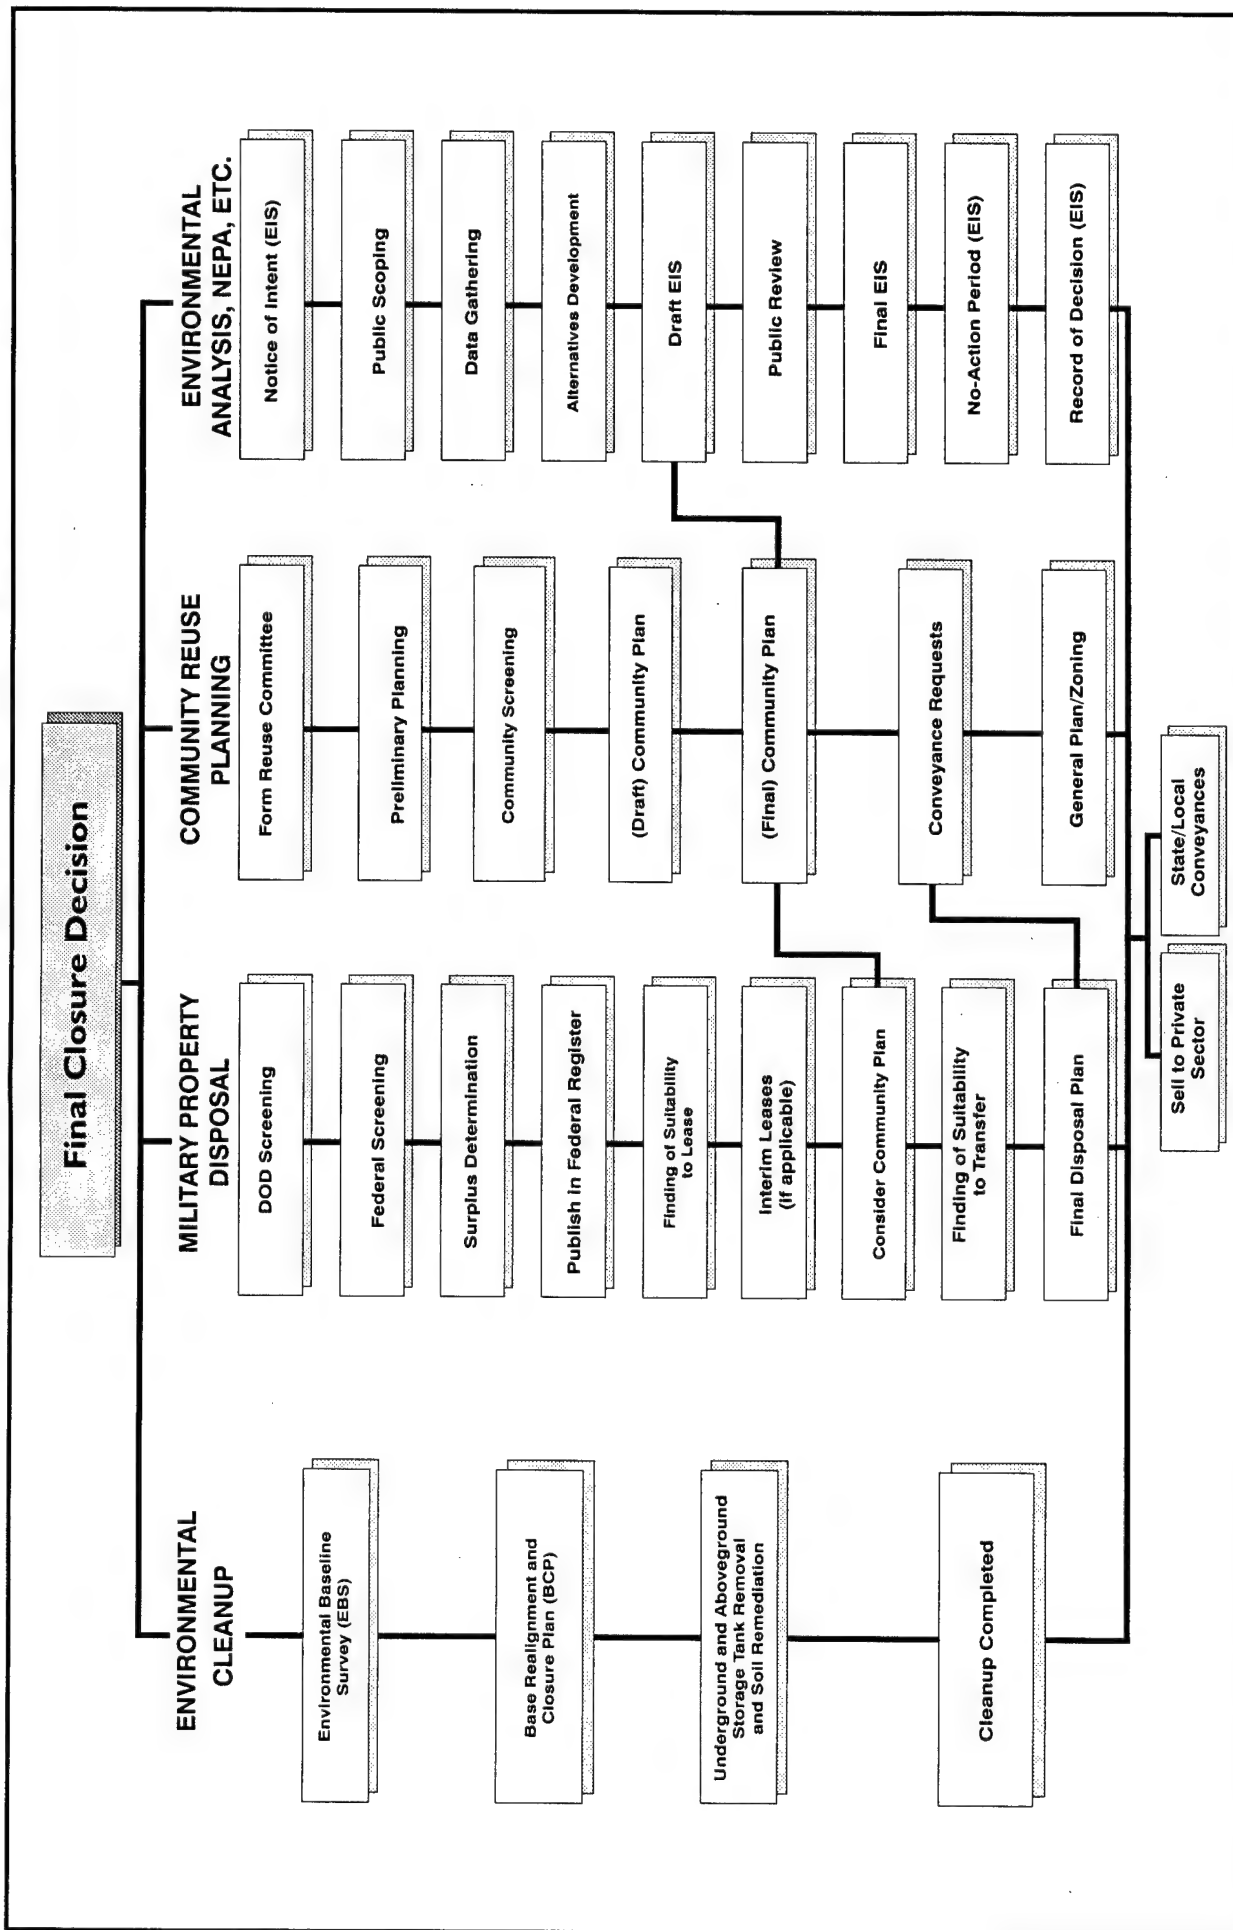 Final Closure Decision
ENVIRONMENTAL
CLEANUP
Environmental Baseline
Survey (EBS)
Base Realignment and
Closure Plan (BCP)
Underground and Aboveground
Storage Tank Removal
and Soil Remediation
Cleanup Completed
MILITARY PROPERTY
DISPOSAL
DOD Screening
Federal Screening
Surplus Determination
Publish in Federal Register
Finding of Suitability
to Lease
Interim Leases
(if applicable)
Consider Community Plan
Finding of Suitability
to Transfer
Final Disposal Plan
COMMUNITY REUSE
PLANNING
Form Reuse Committee
Preliminary Planning
Community Screening
(Draft) Community Plan
(Final) Community Plan
Conveyance Requests
General Plan/Zoning
ENVIRONMENTAL
ANALYSIS, NEPA, ETC.
Notice of Intent (EIS)
Public Scoping
Data Gathering
Alternatives Development
Draft EIS
Public Review
Final EIS
No-Action Period (EIS)
Record of Decision (EIS)
Sell to Private
Sector
State/Local
Conveyances